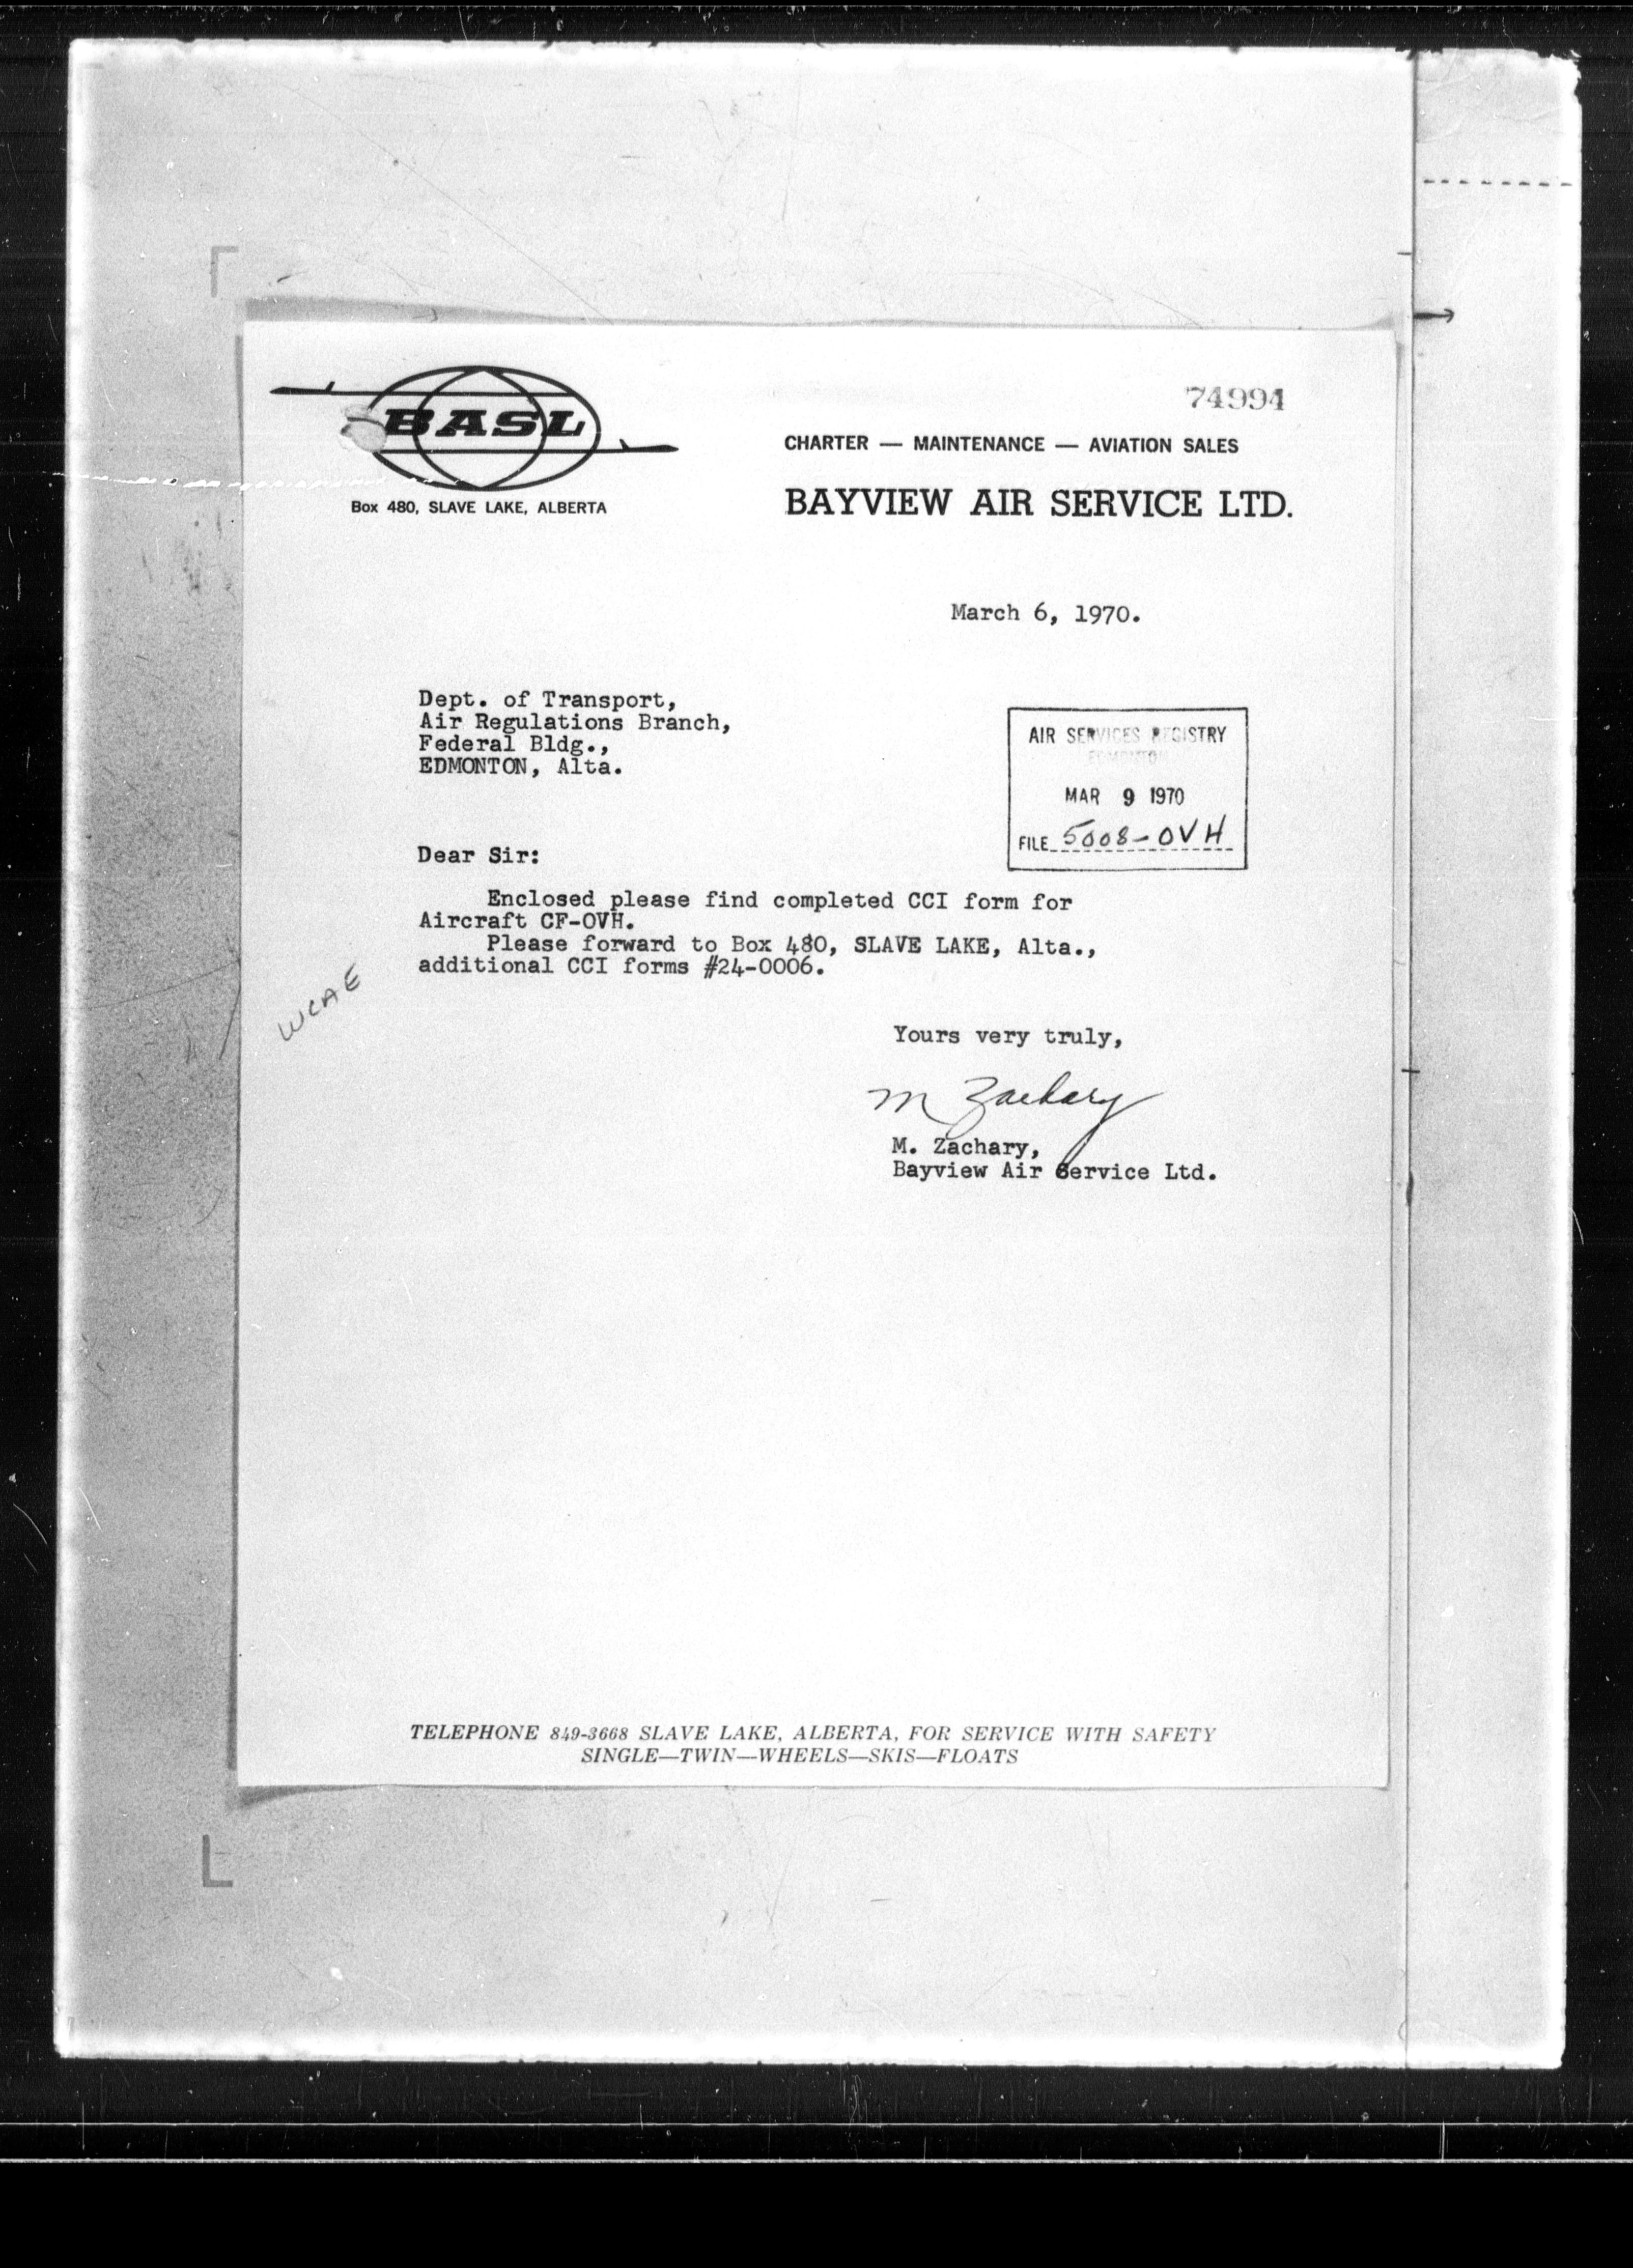 74994
BASL
CHARTER — MAINTENANCE — AVIATION SALES
Box 480, SLAVE LAKE, ALBERTA
BAYVIEW AIR SERVICE LTD.
March 6, 1970.
Dept. of Transport,
Air Regulations Branch,
Federal Bldg.,
EDMONTON, Alta.
AIR SERVICES REGISTRY
EDMONTON
MAR 9 1970
FILE 5008-OVH
Dear Sir:
Enclosed please find completed CCI form for
Aircraft CF-OVH.
Please forward to Box 480, SLAVE LAKE, Alta.,
additional CCI forms #24-0006.
WCAE
Yours very truly,
M Zachary
M. Zachary,
Bayview Air Service Ltd.
TELEPHONE 849-3668 SLAVE LAKE, ALBERTA, FOR SERVICE WITH SAFETY
SINGLE—TWIN—WHEELS—SKIS—FLOATS